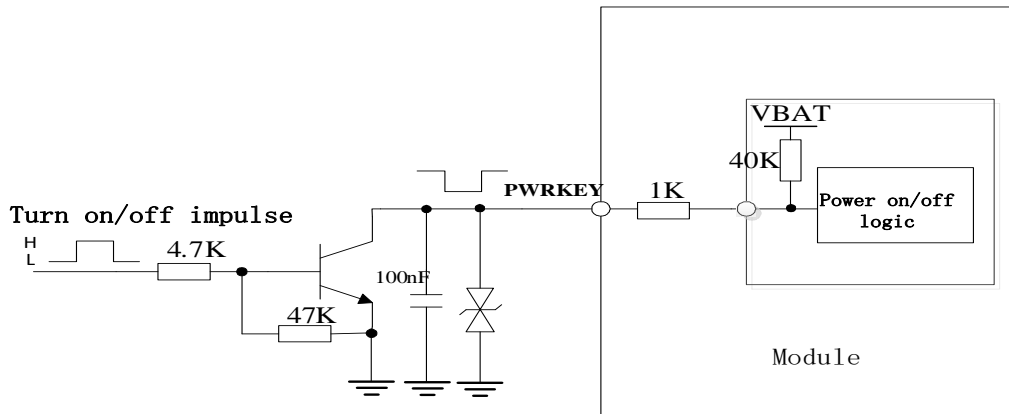 VBAT
40K
PWRKEY
1K
Power on/off
logic
Turn on/off impulse
H
L
4.7K
100nF
47K
Module